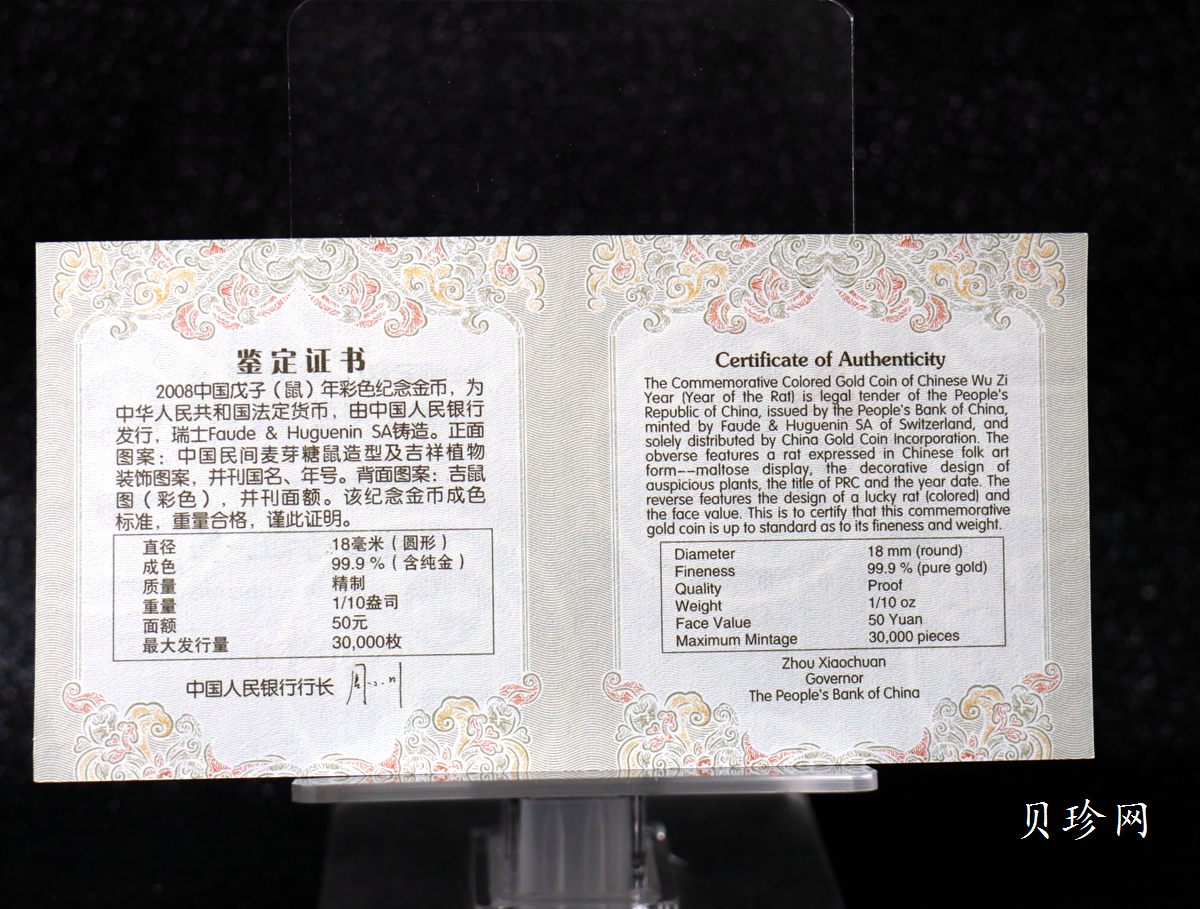 鉴定证书
2008中国戊子（鼠）年彩色纪念金币，为
中华人民共和国法定货币，由中国人民银行
发行，瑞士Faude & Huguenin SA铸造。正面
图案：中国民间麦芽糖鼠造型及吉祥植物
装饰图案，并刊国名、年号。背面图案：吉鼠
图（彩色），并刊面额。该纪念金币成色
标准，重量合格，谨此证明。
直径 18毫米（圆形）
成色 99.9％（含纯金）
质量 精制
重量 1/10盎司
面额 50元
最大发行量 30,000枚
中国人民银行行长
Certificate of Authenticity
The Commemorative Colored Gold Coin of Chinese Wu Zi
Year (Year of the Rat) is legal tender of the People's
Republic of China, issued by the People's Bank of China,
minted by Faude & Huguenin SA of Switzerland, and
solely distributed by China Gold Coin Incorporation. The
obverse features a rat expressed in Chinese folk art
form--maltose display, the decorative design of
auspicious plants, the title of PRC and the year date. The
reverse features the design of a lucky rat (colored) and
the face value. This is to certify that this commemorative
gold coin is up to standard as to its fineness and weight.
Diameter 18 mm (round)
Fineness 99.9 % (pure gold)
Quality Proof
Weight 1/10 oz
Face Value 50 Yuan
Maximum Mintage 30,000 pieces
Zhou Xiaochuan
Governor
The People's Bank of China
贝珍网